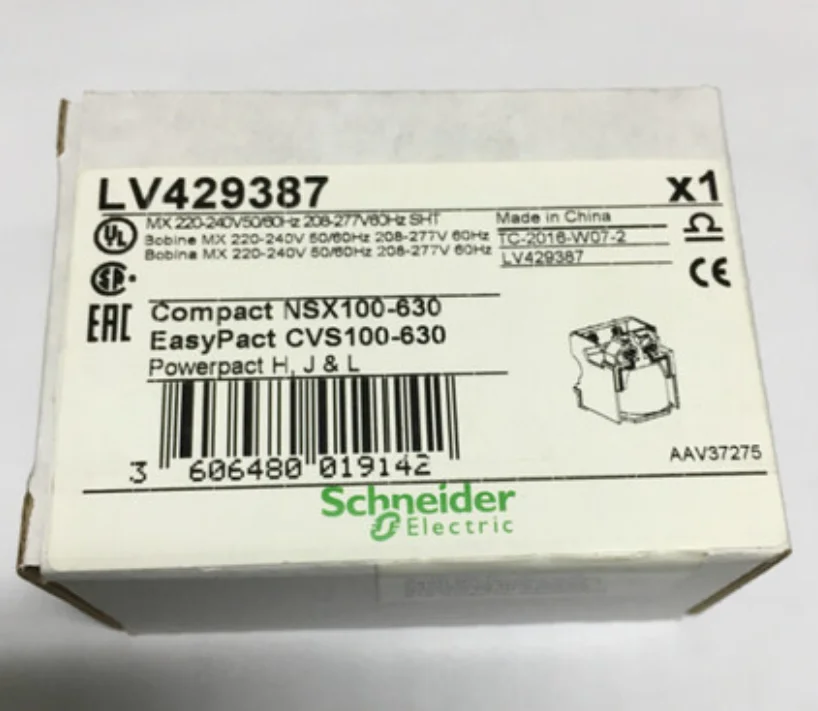 LV429387 x1
MX 220-240V50/60Hz 208-277V60Hz SHT
Bobine MX 220-240V 50/60Hz 208-277V 60Hz
Bobina MX 220-240V 50/60Hz 208-277V 60Hz
Made in China
TC-2016-W07-2
LV429387
UL
CE
EAC
Compact NSX100-630
EasyPact CVS100-630
Powerpact H, J & L
3 606480 019142
AAV37275
Schneider
Electric